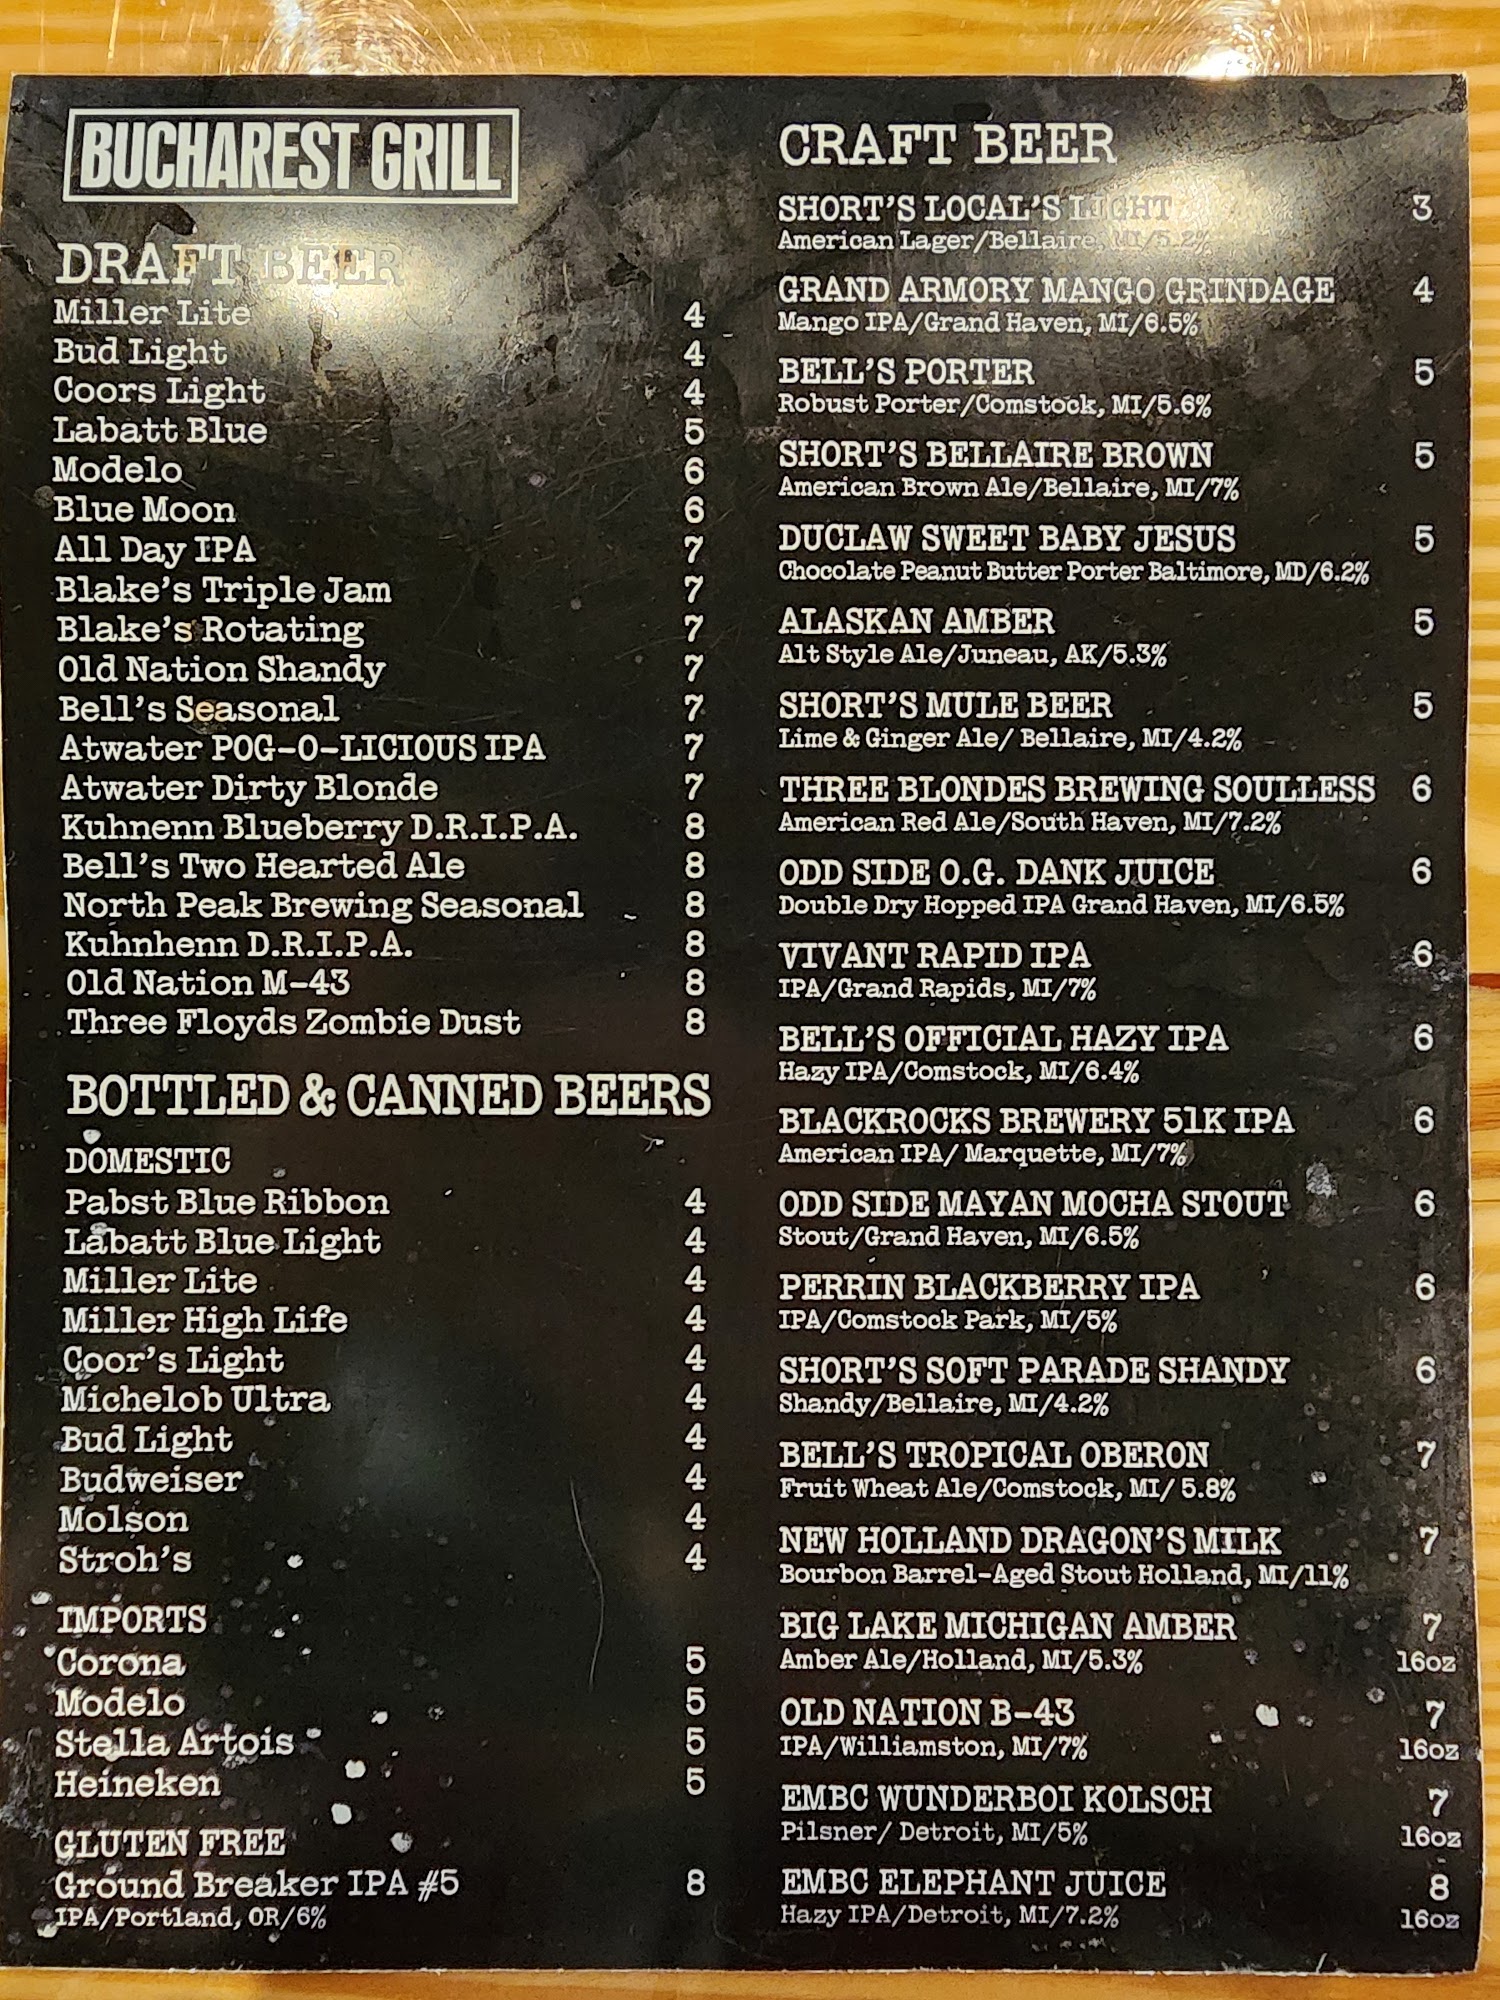 BUCHAREST GRILL
DRAFT BEER
Miller Lite 4
Bud Light 4
Coors Light 4
Labatt Blue 5
Modelo 6
Blue Moon 6
All Day IPA 7
Blake's Triple Jam 7
Blake's Rotating 7
Old Nation Shandy 7
Bell's Seasonal 7
Atwater POG-O-LICIOUS IPA 7
Atwater Dirty Blonde 7
Kuhnenn Blueberry D.R.I.P.A. 8
Bell's Two Hearted Ale 8
North Peak Brewing Seasonal 8
Kuhnhenn D.R.I.P.A. 8
Old Nation M-43 8
Three Floyds Zombie Dust 8
BOTTLED & CANNED BEERS
DOMESTIC
Pabst Blue Ribbon 4
Labatt Blue Light 4
Miller Lite 4
Miller High Life 4
Coor's Light 4
Michelob Ultra 4
Bud Light 4
Budweiser 4
Molson 4
Stroh's 4
IMPORTS
Corona 5
Modelo 5
Stella Artois 5
Heineken 5
GLUTEN FREE
Ground Breaker IPA #5 8
IPA/Portland, OR/6%
CRAFT BEER
SHORT'S LOCAL'S LIGHT 3
American Lager/Bellaire, MI/5.2%
GRAND ARMORY MANGO GRINDAGE 4
Mango IPA/Grand Haven, MI/6.5%
BELL'S PORTER 5
Robust Porter/Comstock, MI/5.6%
SHORT'S BELLAIRE BROWN 5
American Brown Ale/Bellaire, MI/7%
DUCLAW SWEET BABY JESUS 5
Chocolate Peanut Butter Porter Baltimore, MD/6.2%
ALASKAN AMBER 5
Alt Style Ale/Juneau, AK/5.3%
SHORT'S MULE BEER 5
Lime & Ginger Ale/ Bellaire, MI/4.2%
THREE BLONDES BREWING SOULLESS 6
American Red Ale/South Haven, MI/7.2%
ODD SIDE O.G. DANK JUICE 6
Double Dry Hopped IPA Grand Haven, MI/6.5%
VIVANT RAPID IPA 6
IPA/Grand Rapids, MI/7%
BELL'S OFFICIAL HAZY IPA 6
Hazy IPA/Comstock, MI/6.4%
BLACKROCKS BREWERY 51K IPA 6
American IPA/ Marquette, MI/7%
ODD SIDE MAYAN MOCHA STOUT 6
Stout/Grand Haven, MI/6.5%
PERRIN BLACKBERRY IPA 6
IPA/Comstock Park, MI/5%
SHORT'S SOFT PARADE SHANDY 6
Shandy/Bellaire, MI/4.2%
BELL'S TROPICAL OBERON 7
Fruit Wheat Ale/Comstock, MI/ 5.8%
NEW HOLLAND DRAGON'S MILK 7
Bourbon Barrel-Aged Stout Holland, MI/11%
BIG LAKE MICHIGAN AMBER 7
Amber Ale/Holland, MI/5.3% 16oz
OLD NATION B-43 7
IPA/Williamston, MI/7% 16oz
EMBC WUNDERBOI KOLSCH 7
Pilsner/ Detroit, MI/5% 16oz
EMBC ELEPHANT JUICE 8
Hazy IPA/Detroit, MI/7.2% 16oz